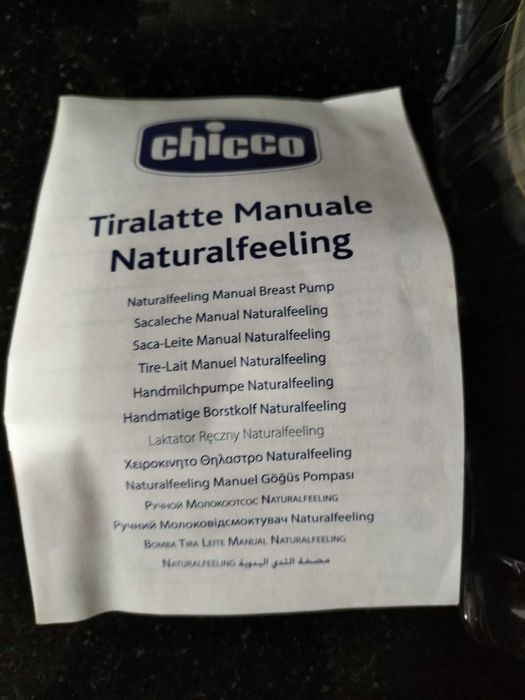 chicco
Tiralatte Manuale
Naturalfeeling
Naturalfeeling Manual Breast Pump
Sacaleche Manual Naturalfeeling
Saca-Leite Manual Naturalfeeling
Tire-Lait Manuel Naturalfeeling
Handmilchpumpe Naturalfeeling
Handmatige Borstkolf Naturalfeeling
Laktator Ręczny Naturalfeeling
Χειροκινητο Θηλαστρο Naturalfeeling
Naturalfeeling Manuel Göğüs Pompası
Ручной Молокоотсос Naturalfeeling
Ручний Молоковідсмоктувач Naturalfeeling
Bomba Tira Leite Manual Naturalfeeling
Naturalfeeling مضخة الثدي اليدوية